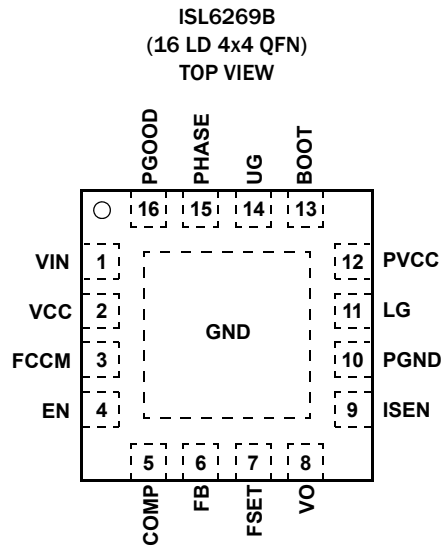 ISL6269B
(16 LD 4x4 QFN)
TOP VIEW
PGOOD
PHASE
UG
BOOT
16
15
14
13
VIN
1
12
PVCC
VCC
2
11
LG
GND
FCCM
3
10
PGND
EN
4
9
ISEN
5
6
7
8
COMP
FB
FSET
VO